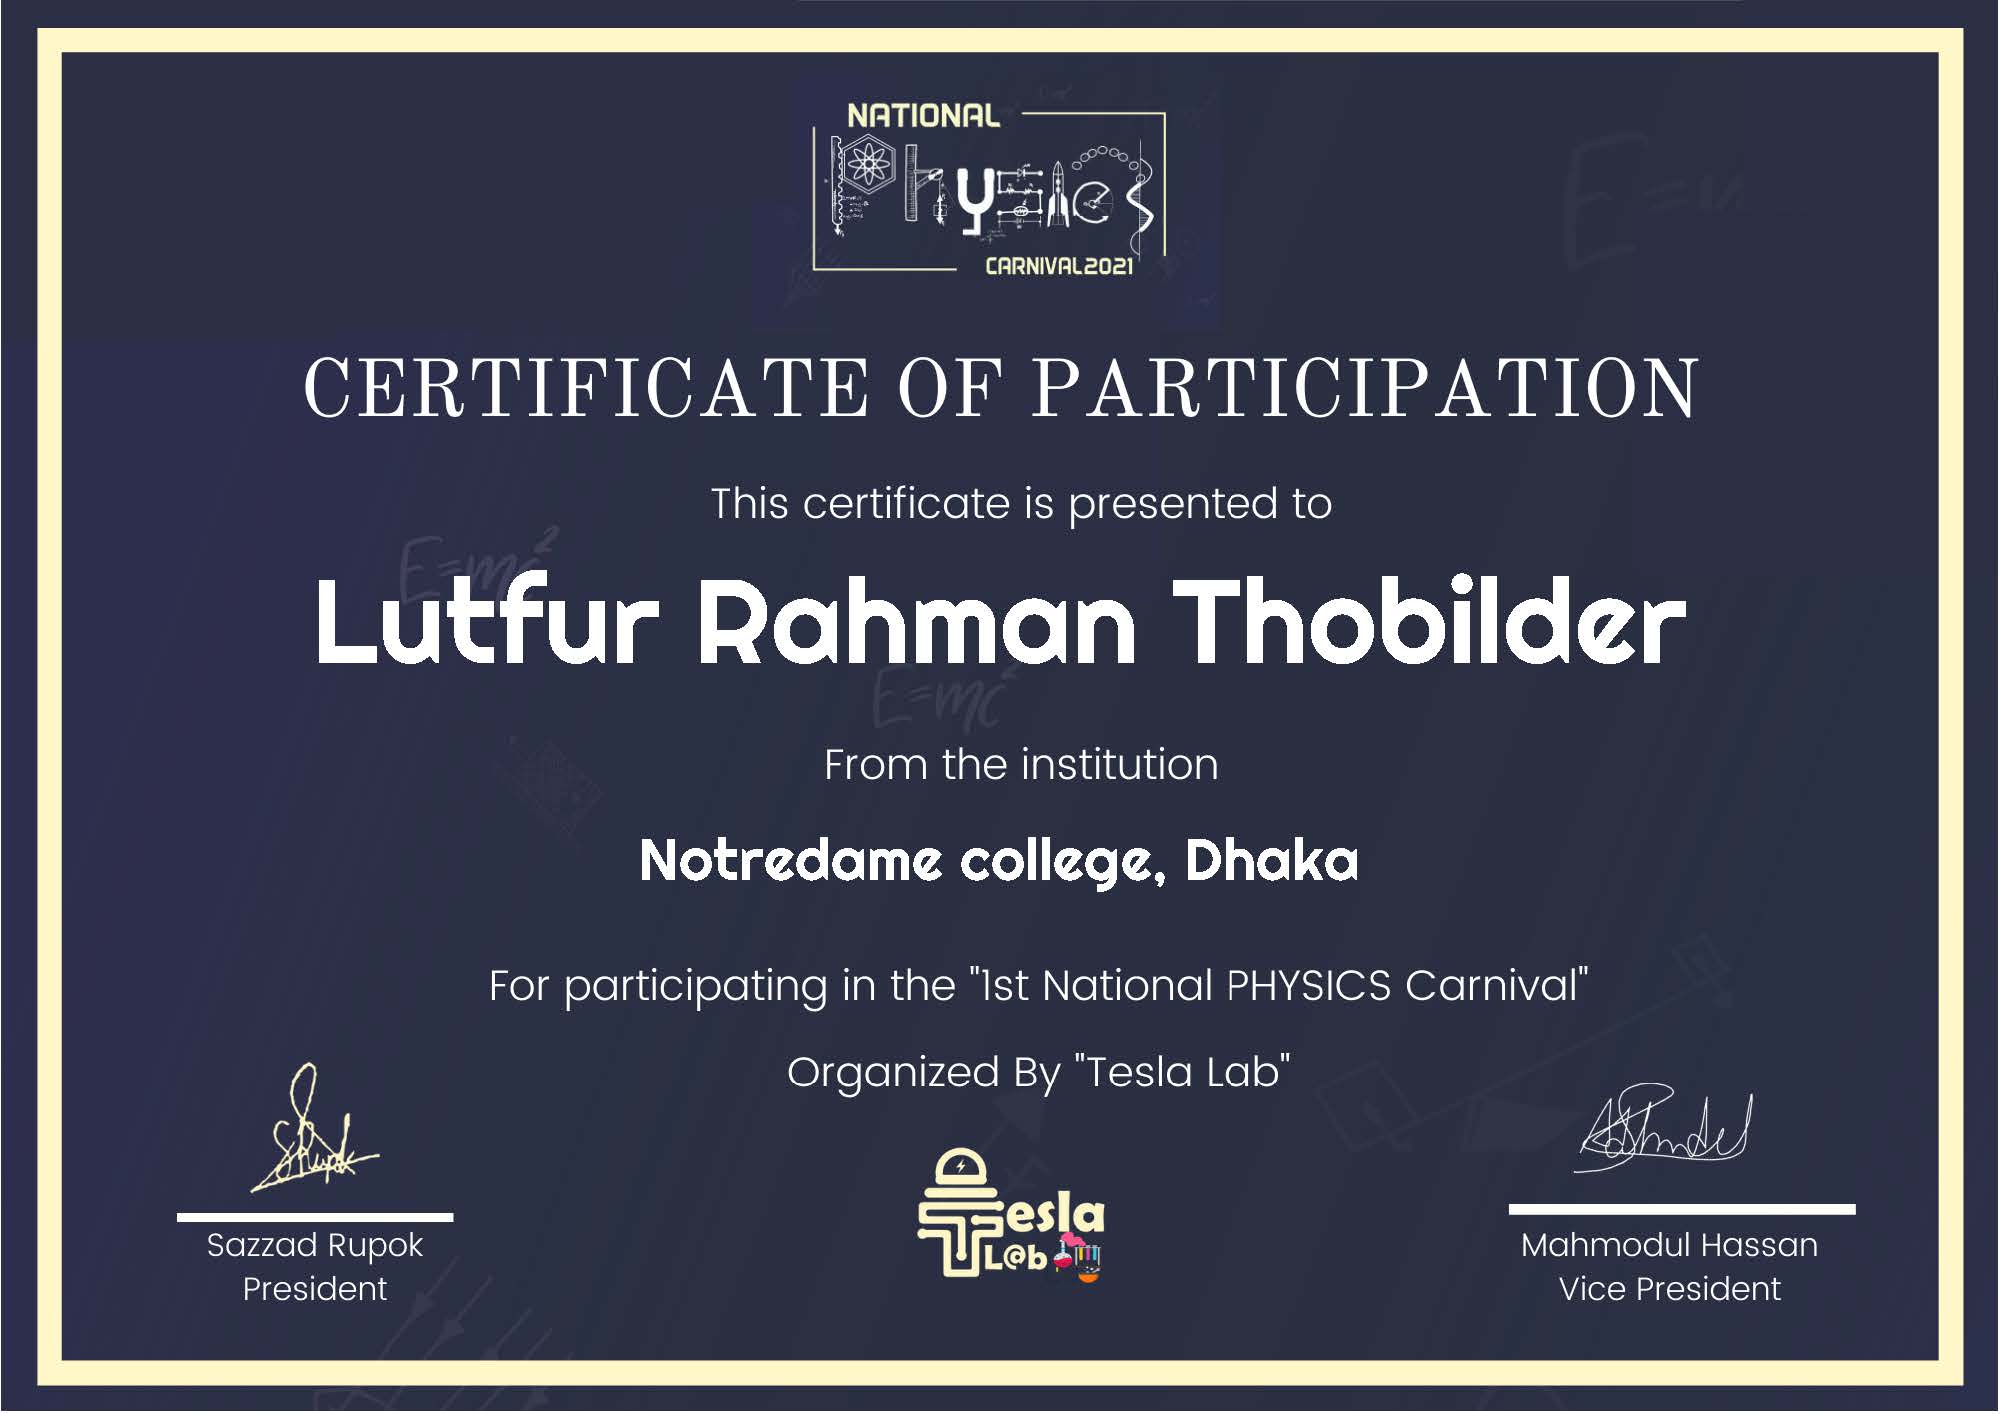 NATIONAL
PhYSICS
CARNIVAL2021
CERTIFICATE OF PARTICIPATION
This certificate is presented to
E=mc²
Lutfur Rahman Thobilder
E=mc²
From the institution
Notredame college, Dhaka
For participating in the "1st National PHYSICS Carnival"
Organized By "Tesla Lab"
Tesla
L@b
Sazzad Rupok
President
Mahmodul Hassan
Vice President